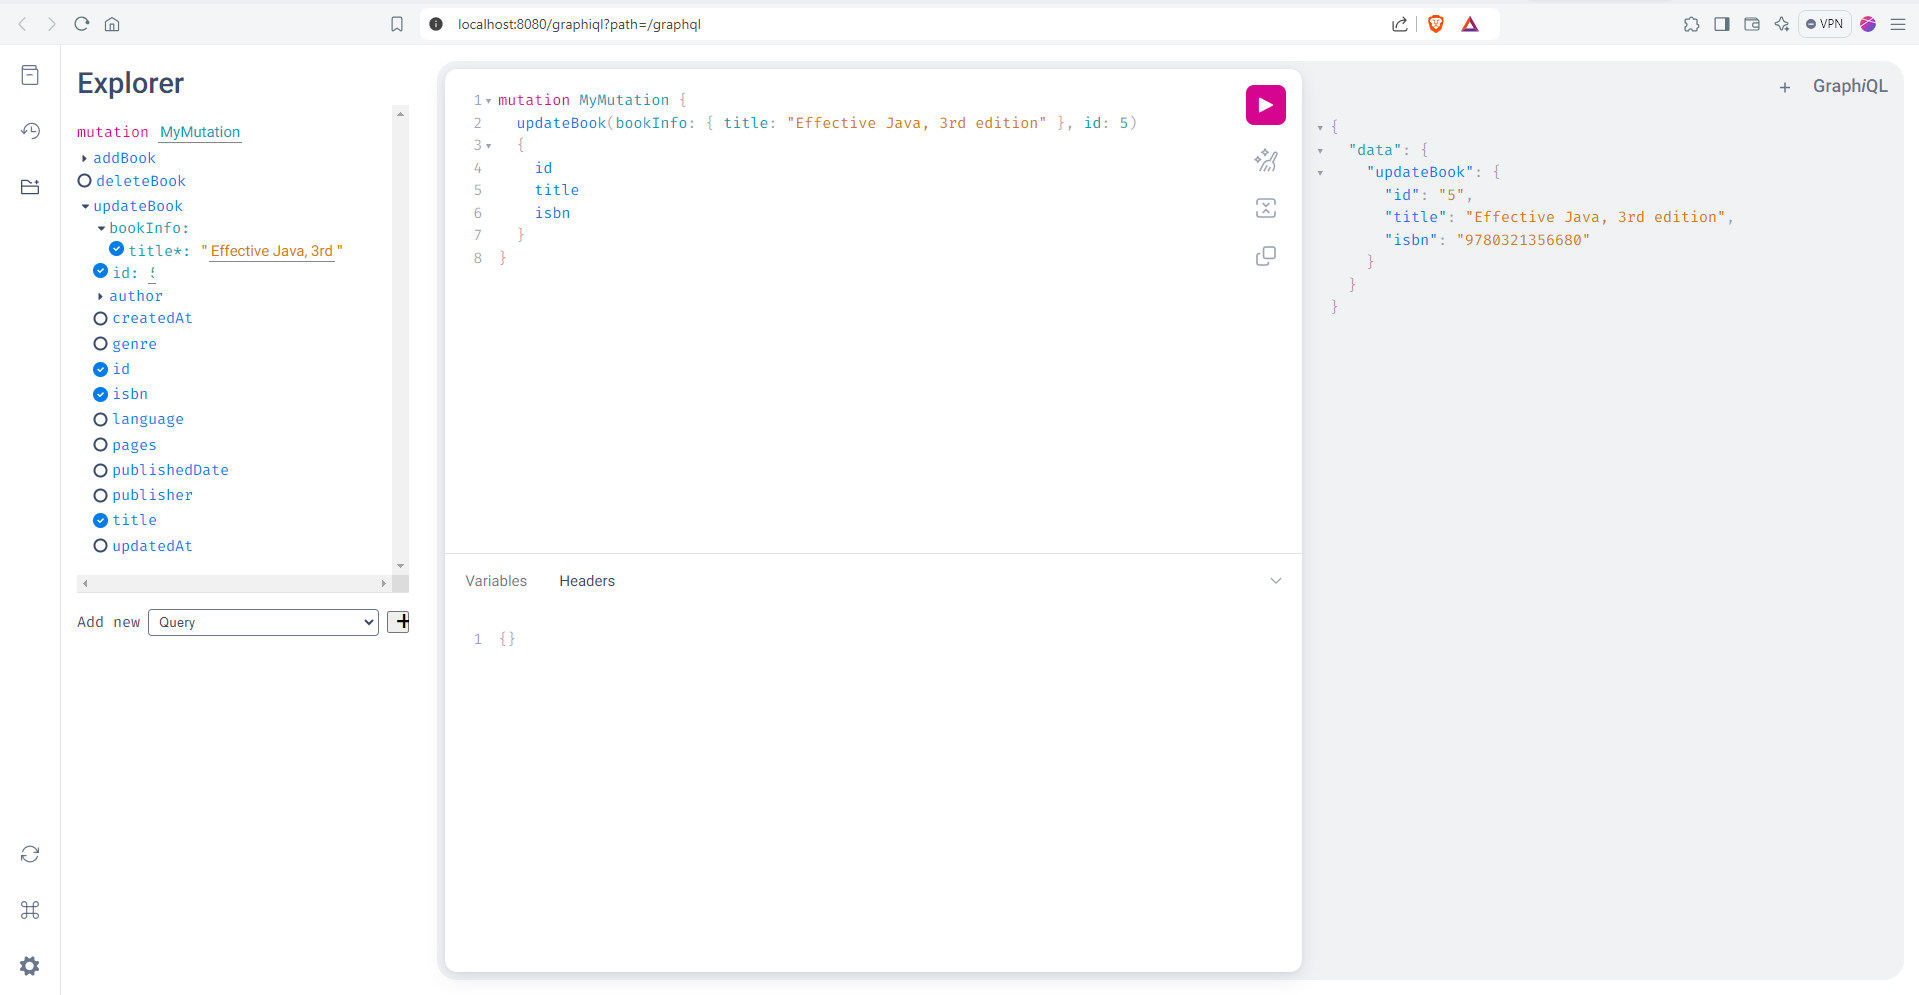 localhost:8080/graphiql?path=/graphql
VPN
Explorer
mutation MyMutation
addBook
deleteBook
updateBook
bookInfo:
title*: "Effective Java, 3rd "
id:
author
createdAt
genre
id
isbn
language
pages
publishedDate
publisher
title
updatedAt
Add new Query +
1 mutation MyMutation {
2 updateBook(bookInfo: { title: "Effective Java, 3rd edition" }, id: 5)
3 {
4 id
5 title
6 isbn
7 }
8 }
Variables Headers
1 {}
+ GraphiQL
{
"data": {
"updateBook": {
"id": "5",
"title": "Effective Java, 3rd edition",
"isbn": "9780321356680"
}
}
}